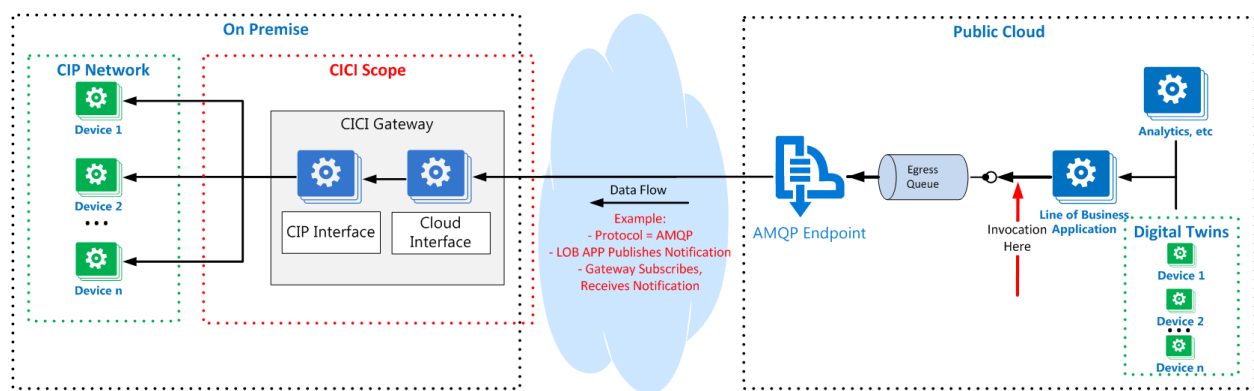 On Premise
CIP Network
Device 1
Device 2
...
Device n
CICI Scope
CICI Gateway
CIP Interface
Cloud
Interface
Data Flow
Example:
- Protocol = AMQP
- LOB APP Publishes Notification
- Gateway Subscribes,
Receives Notification
Public Cloud
AMQP Endpoint
Egress
Queue
Invocation
Here
Line of Business
Application
Analytics, etc
Digital Twins
Device 1
Device 2
...
Device n